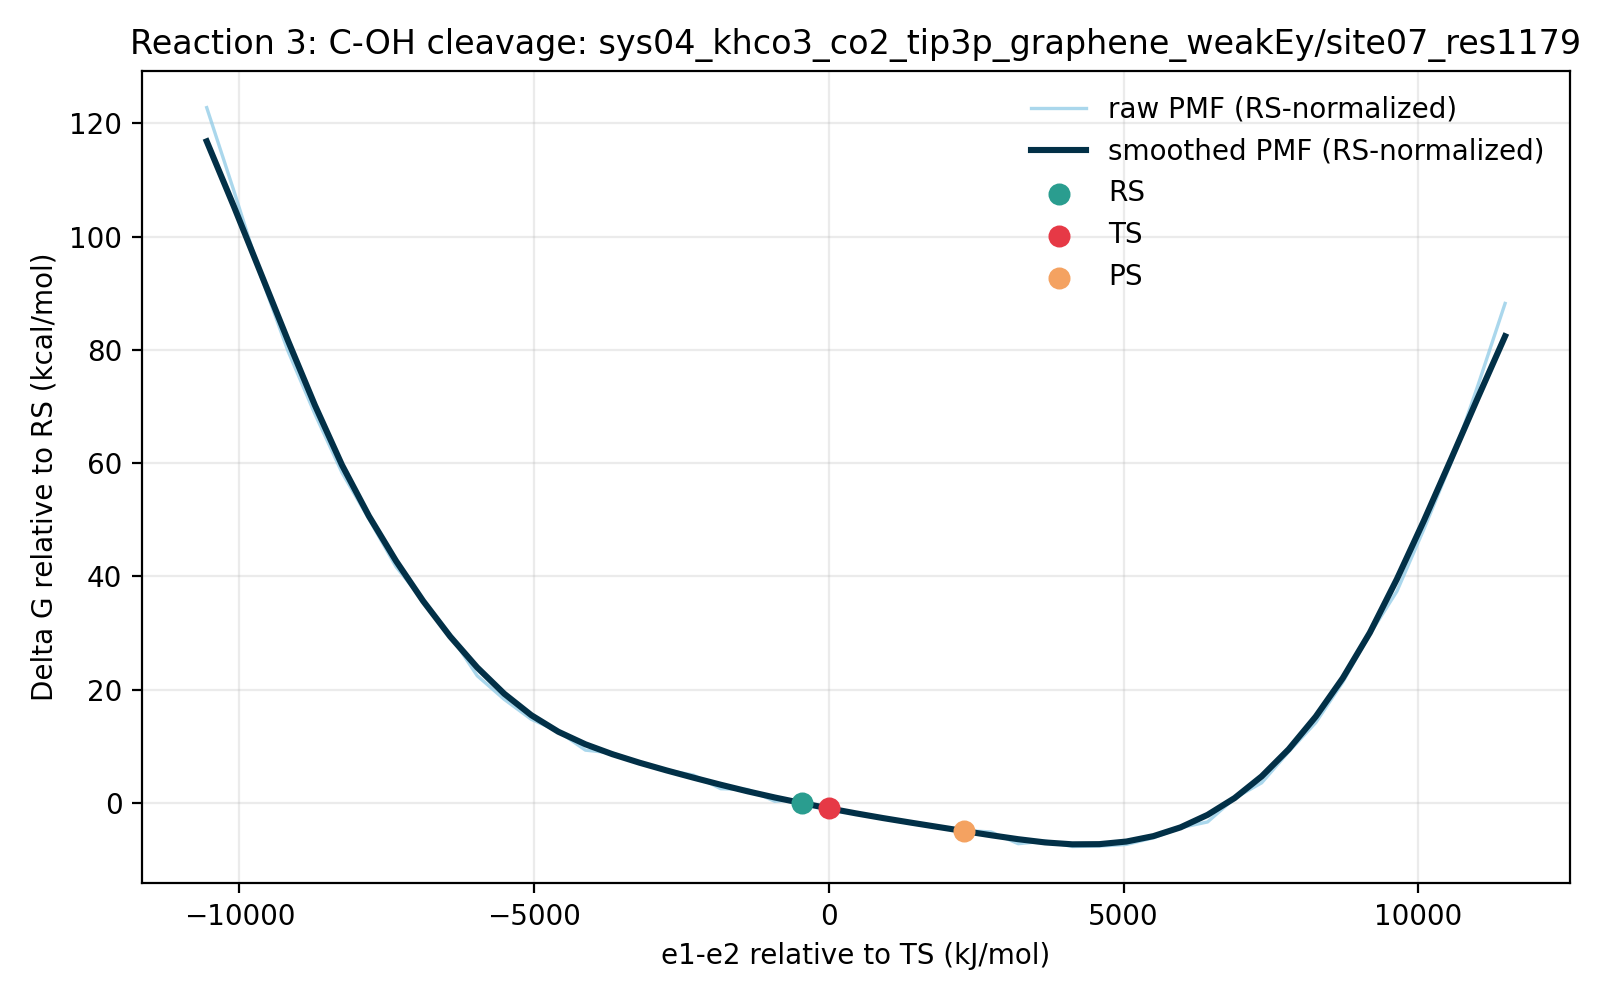 Reaction 3: C-OH cleavage: sys04_khco3_co2_tip3p_graphene_weakEy/site07_res1179
raw PMF (RS-normalized)
smoothed PMF (RS-normalized)
RS
TS
PS
Delta G relative to RS (kcal/mol)
120
100
80
60
40
20
0
−10000
−5000
0
5000
10000
e1-e2 relative to TS (kJ/mol)